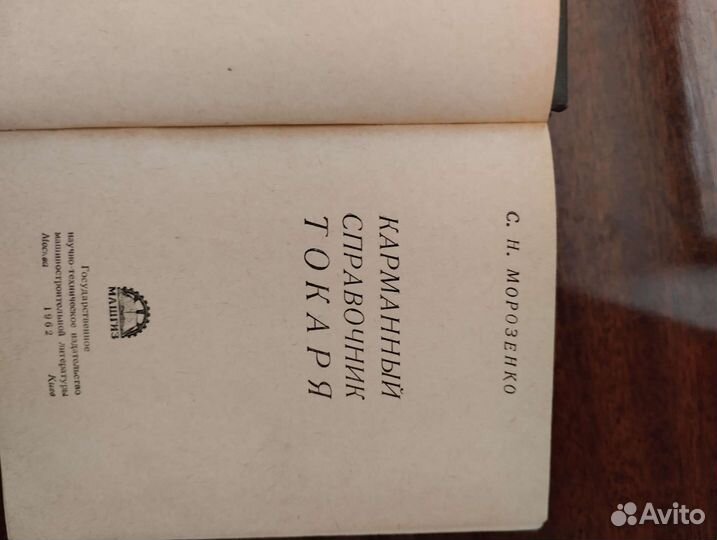 С. Н. МОРОЗЕНКО
КАРМАННЫЙ
СПРАВОЧНИК
ТОКАРЯ
МАШГИЗ
Государственное
научно-техническое издательство
машиностроительной литературы
Москва 1962 Киев
Avito